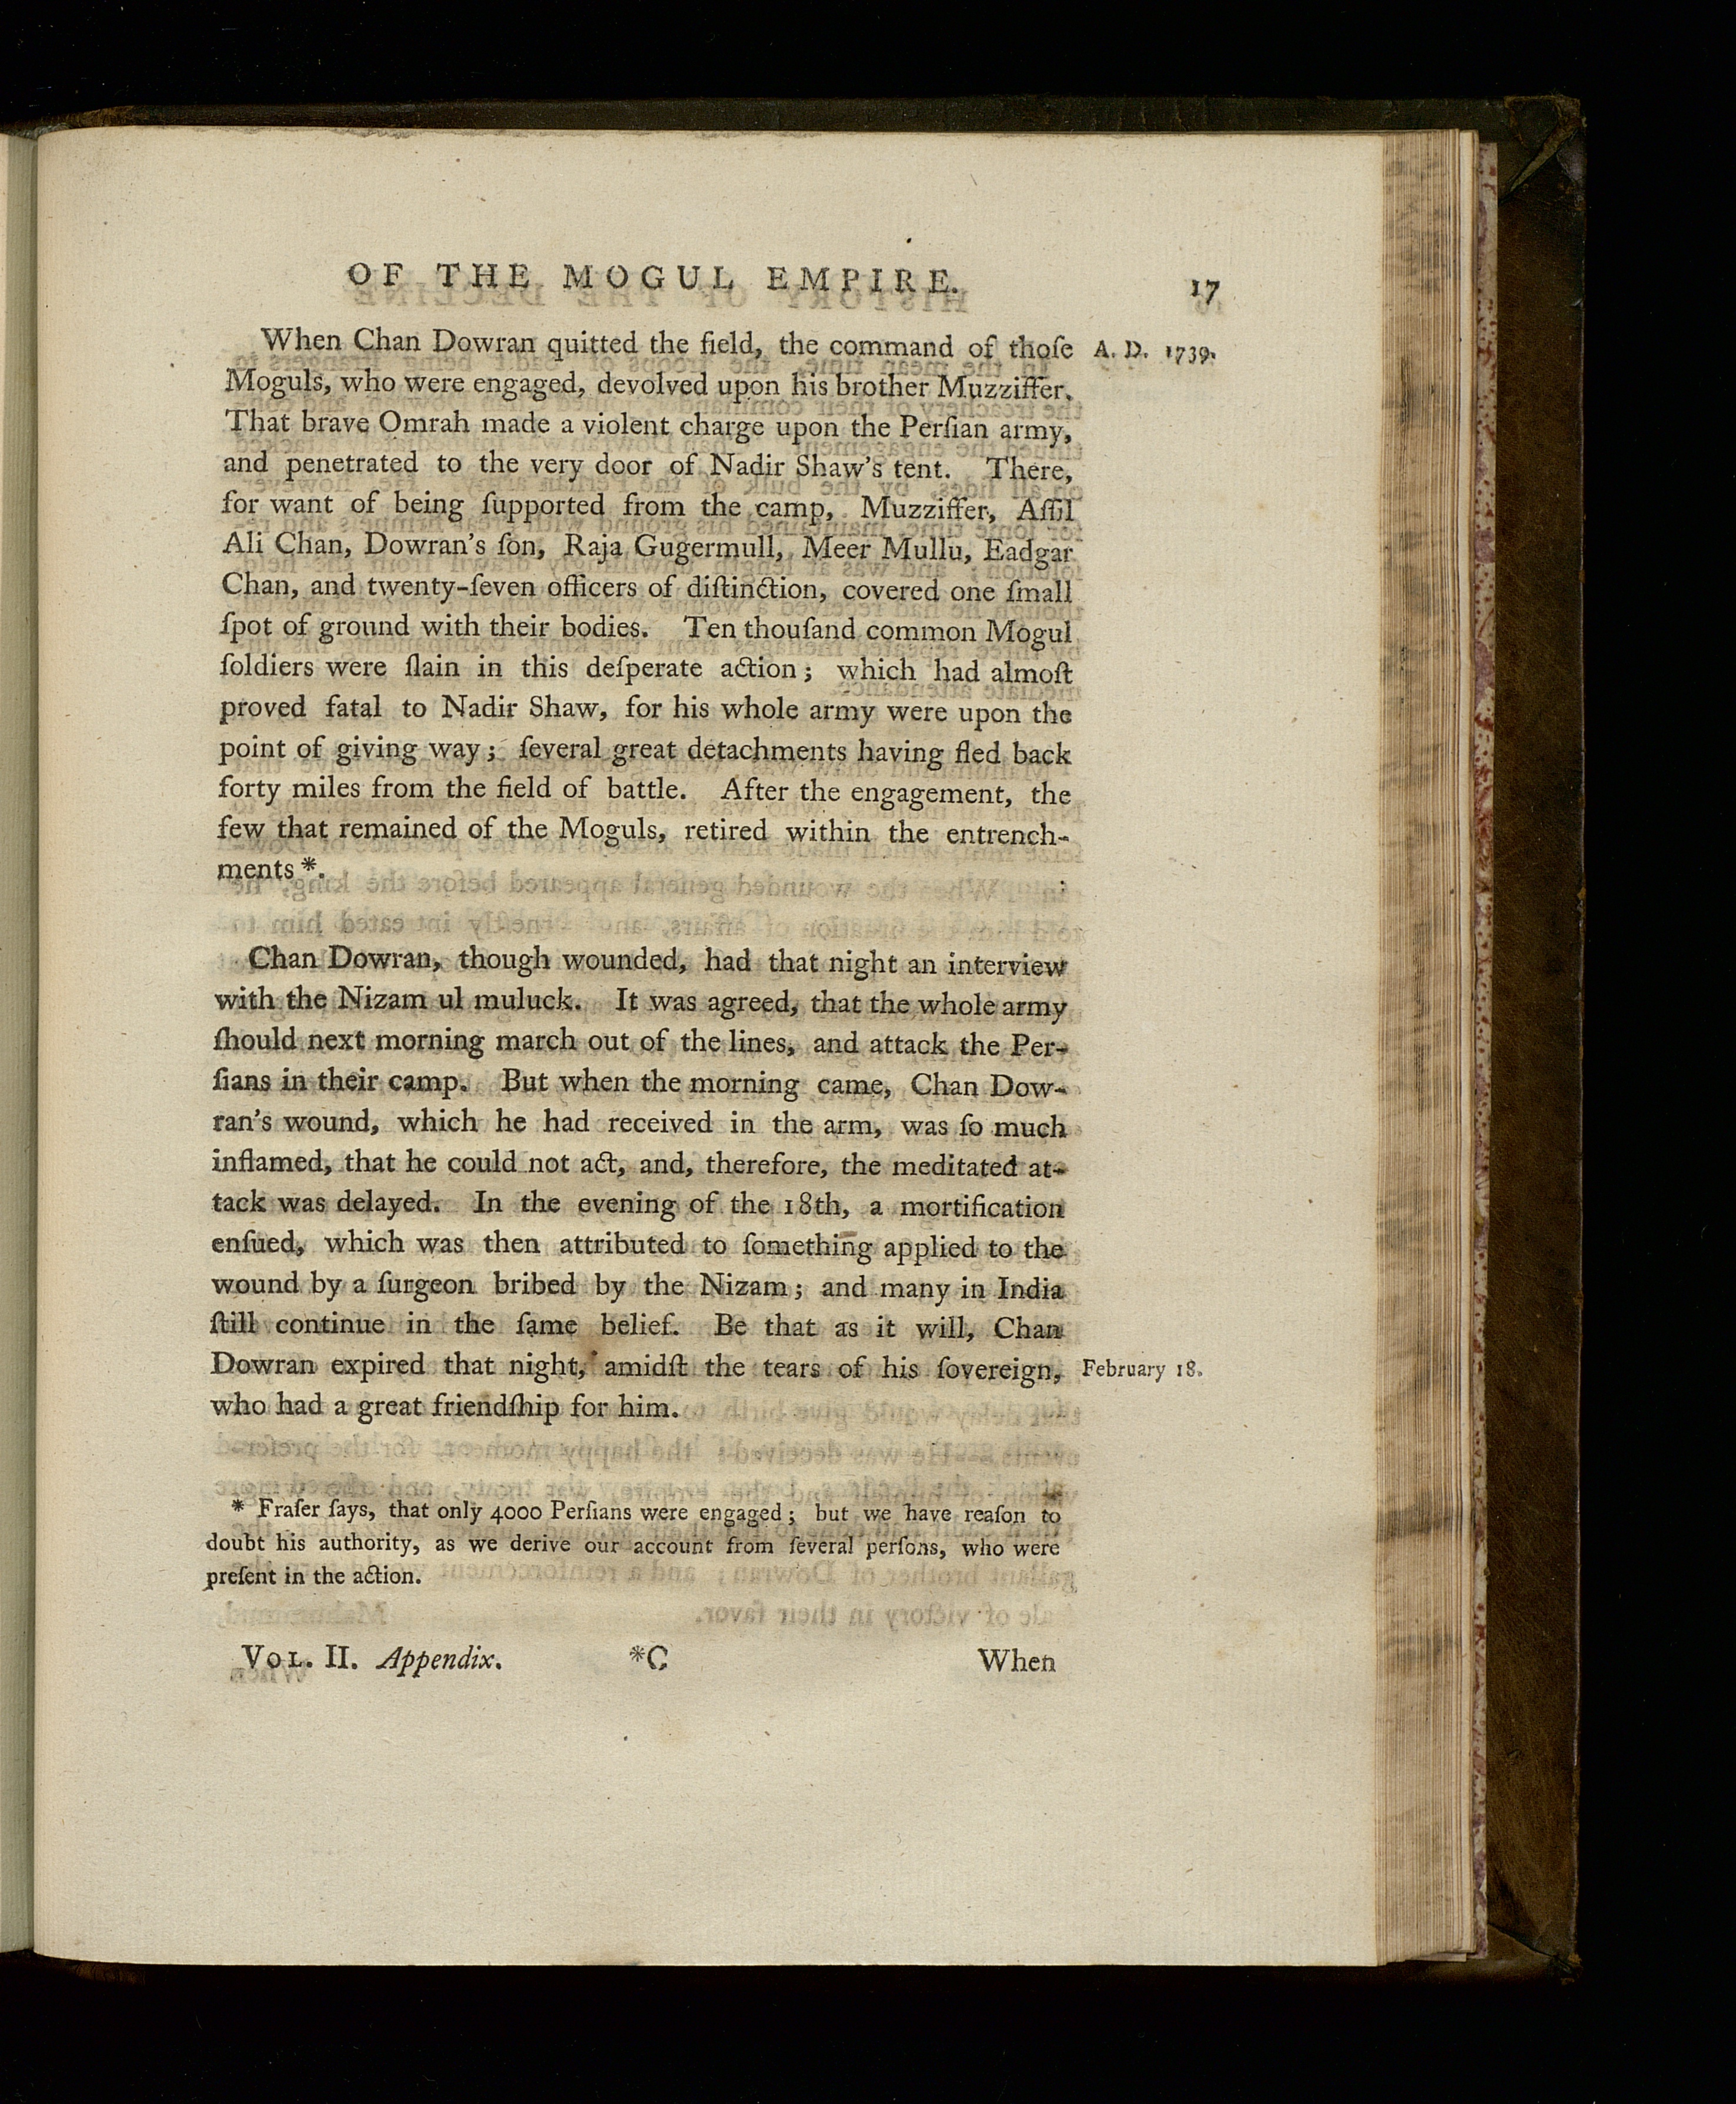 OF THE MOGUL EMPIRE. 17
When Chan Dowran quitted the field, the command of thoſe A. D. 1739.
Moguls, who were engaged, devolved upon his brother Muzziffer.
That brave Omrah made a violent charge upon the Perſian army,
and penetrated to the very door of Nadir Shaw's tent. There,
for want of being ſupported from the camp, Muzziffer, Aſſil
Ali Chan, Dowran's ſon, Raja Gugermull, Meer Mullu, Eadgar
Chan, and twenty-ſeven officers of diſtinction, covered one ſmall
ſpot of ground with their bodies. Ten thouſand common Mogul
ſoldiers were ſlain in this deſperate action; which had almoſt
proved fatal to Nadir Shaw, for his whole army were upon the
point of giving way; ſeveral great detachments having fled back
forty miles from the field of battle. After the engagement, the
few that remained of the Moguls, retired within the entrench-
ments *.
Chan Dowran, though wounded, had that night an interview
with the Nizam ul muluck. It was agreed, that the whole army
ſhould next morning march out of the lines, and attack the Per-
ſians in their camp. But when the morning came, Chan Dow-
ran's wound, which he had received in the arm, was ſo much
inflamed, that he could not act, and, therefore, the meditated at-
tack was delayed. In the evening of the 18th, a mortification
enſued, which was then attributed to ſomething applied to the
wound by a ſurgeon bribed by the Nizam; and many in India
ſtill continue in the ſame belief. Be that as it will, Chan
Dowran expired that night, amidſt the tears of his ſovereign, February 18.
who had a great friendſhip for him.
* Fraſer ſays, that only 4000 Perſians were engaged; but we have reaſon to
doubt his authority, as we derive our account from ſeveral perſons, who were
preſent in the action.
VOL. II. Appendix. *C When